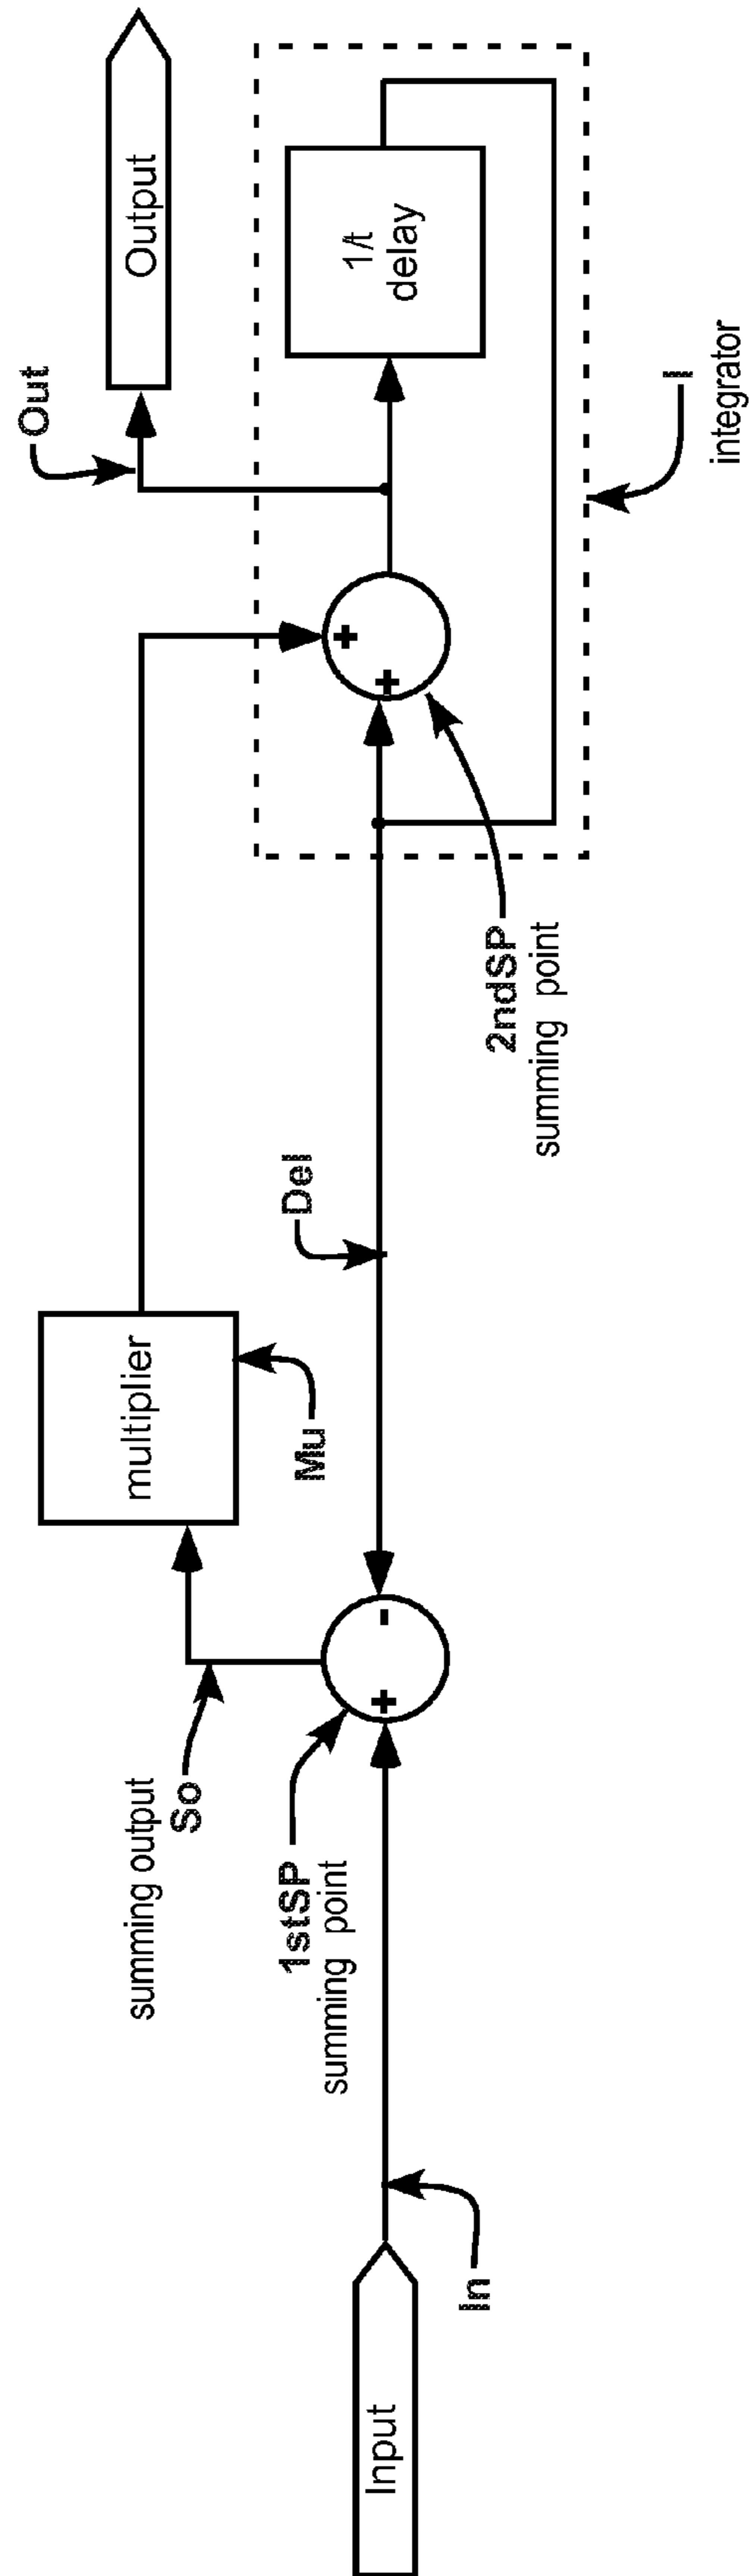 Input
In
1stSP
summing point
summing output
So
multiplier
Mu
Del
2ndSP
summing point
+
-
+
+
Out
Output
1/t
delay
I
integrator